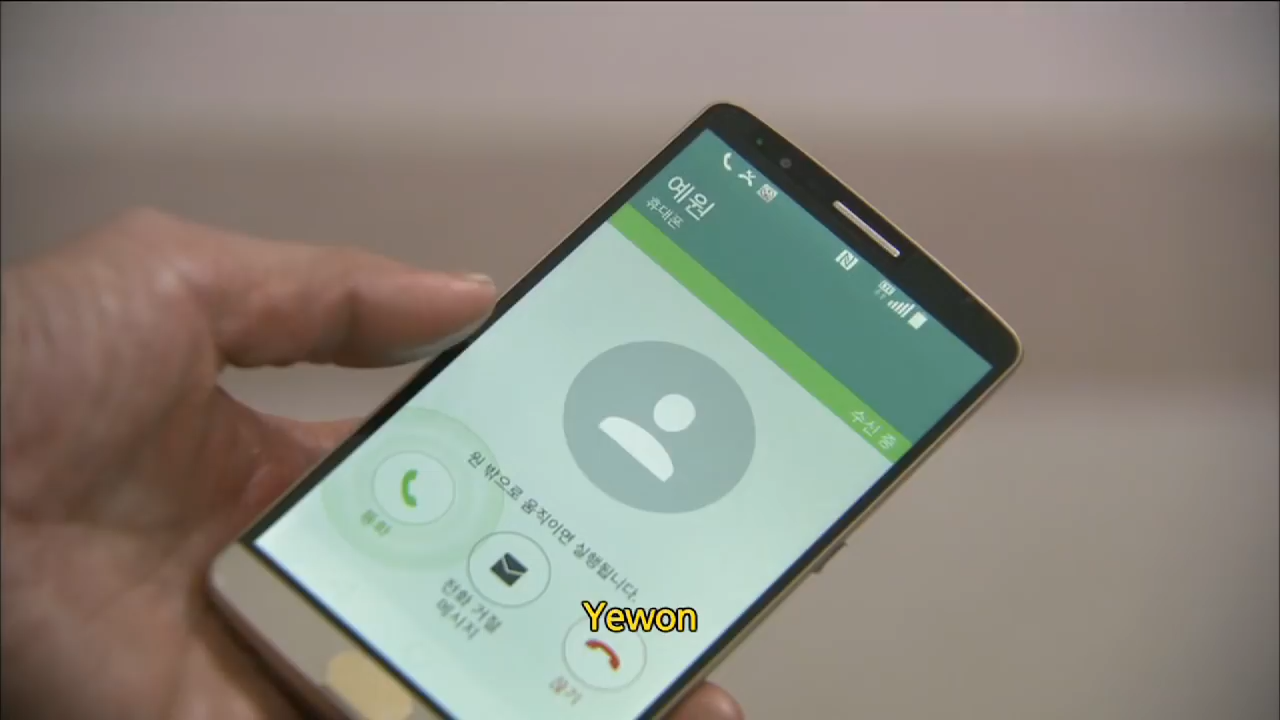 예원
휴대폰
수신 중
원 밖으로 움직이면 실행됩니다.
통화
전화 거절
메시지
끊기
Yewon